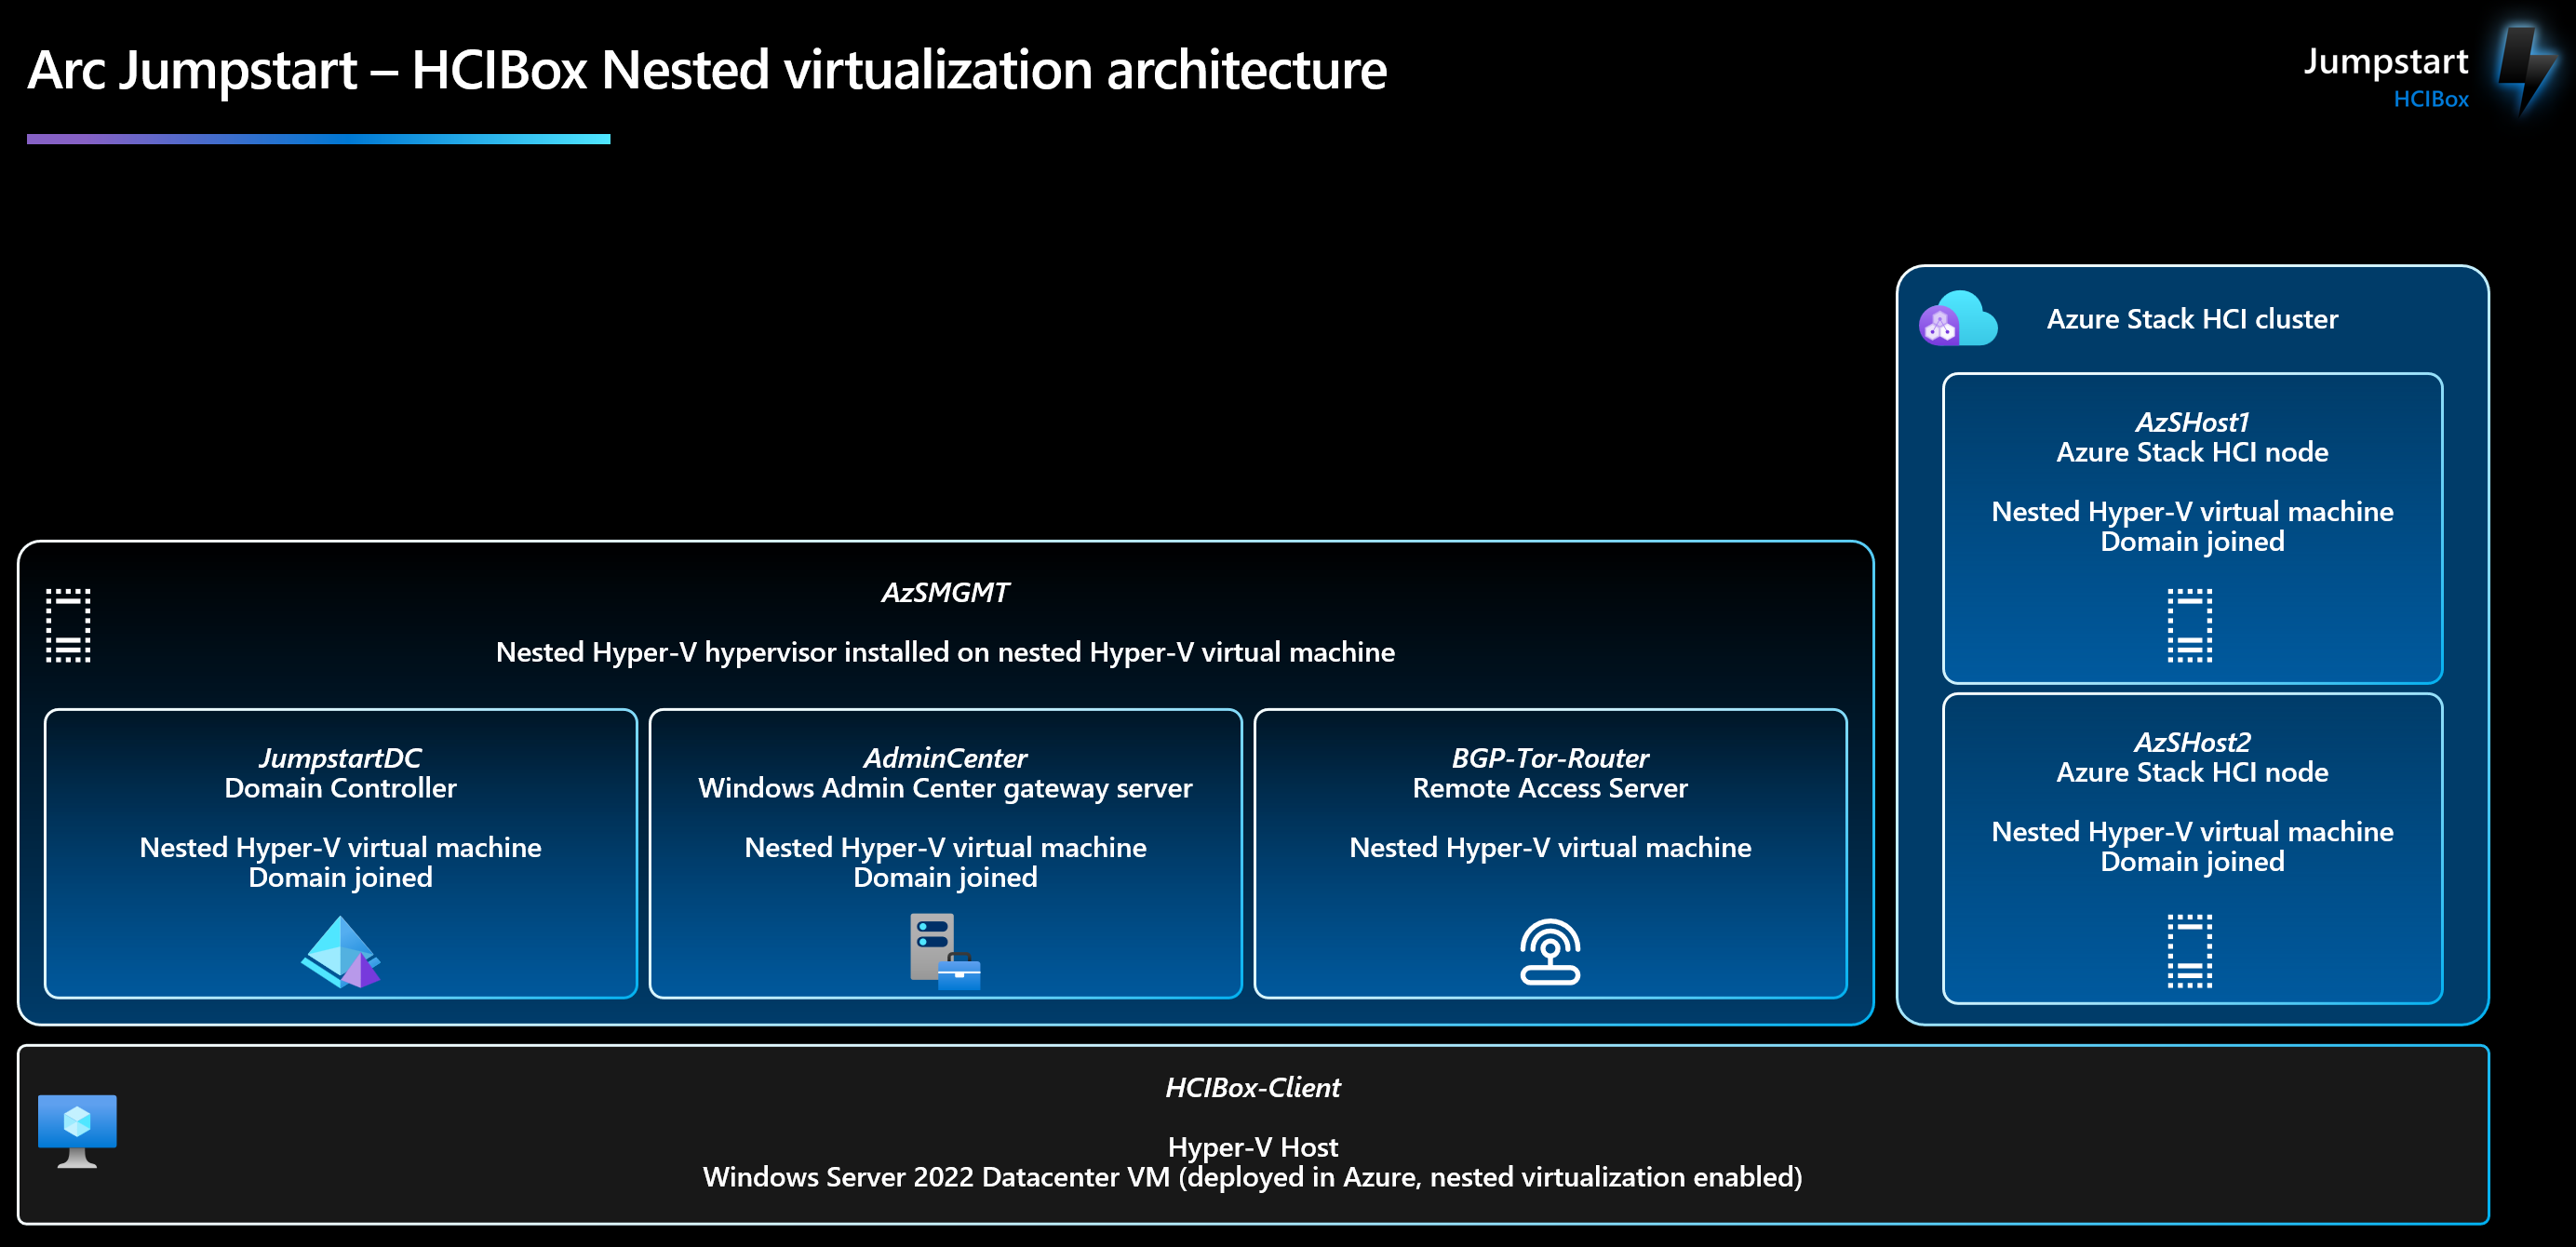 Arc Jumpstart – HCIBox Nested virtualization architecture
Jumpstart
HCIBox
Azure Stack HCI cluster
AzSHost1
Azure Stack HCI node
Nested Hyper-V virtual machine
Domain joined
AzSHost2
Azure Stack HCI node
Nested Hyper-V virtual machine
Domain joined
AzSMGMT
Nested Hyper-V hypervisor installed on nested Hyper-V virtual machine
JumpstartDC
Domain Controller
Nested Hyper-V virtual machine
Domain joined
AdminCenter
Windows Admin Center gateway server
Nested Hyper-V virtual machine
Domain joined
BGP-Tor-Router
Remote Access Server
Nested Hyper-V virtual machine
HCIBox-Client
Hyper-V Host
Windows Server 2022 Datacenter VM (deployed in Azure, nested virtualization enabled)